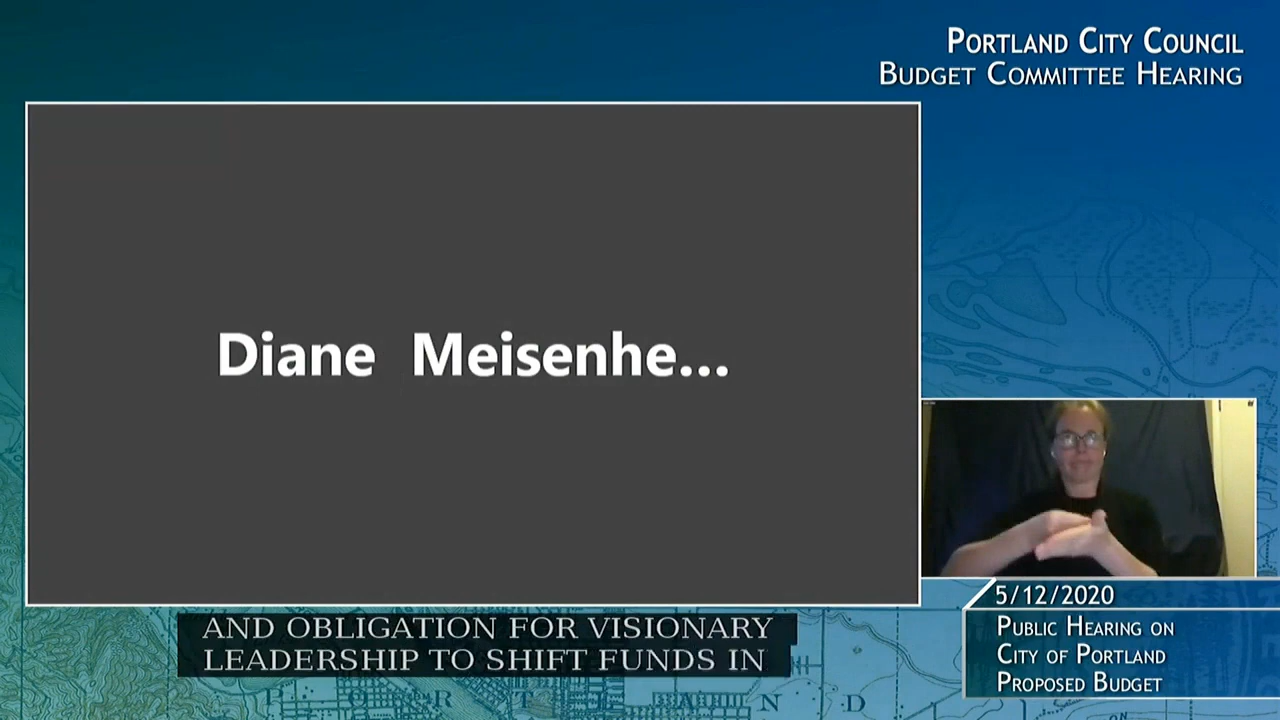 PORTLAND CITY COUNCIL
BUDGET COMMITTEE HEARING
Diane Meisenhe...
AND OBLIGATION FOR VISIONARY
LEADERSHIP TO SHIFT FUNDS IN
5/12/2020
PUBLIC HEARING ON
CITY OF PORTLAND
PROPOSED BUDGET